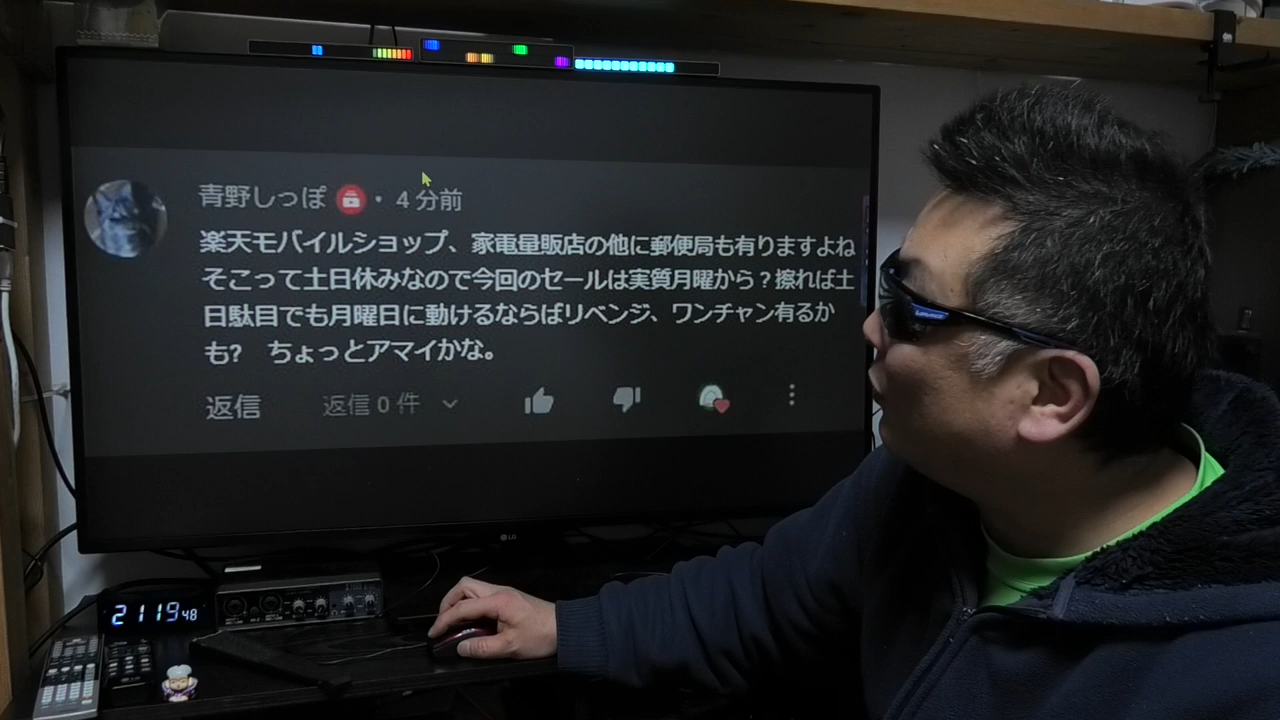 青野しっぽ ・ 4 分前
楽天モバイルショップ、家電量販店の他に郵便局も有りますよね
そこって土日休みなので今回のセールは実質月曜から？擦れば土
日駄目でも月曜日に動けるならばリベンジ、ワンチャン有るか
も?　ちょっとアマイかな。
返信 返信 0 件
LG
21 19 48